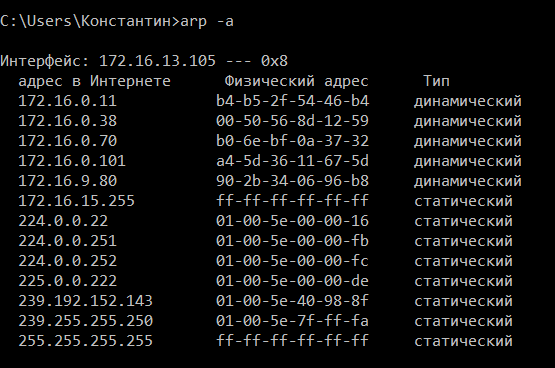 C:\Users\Константин>arp -a
Интерфейс: 172.16.13.105 --- 0x8
адрес в Интернете Физический адрес Тип
172.16.0.11 b4-b5-2f-54-46-b4 динамический
172.16.0.38 00-50-56-8d-12-59 динамический
172.16.0.70 b0-6e-bf-0a-37-32 динамический
172.16.0.101 a4-5d-36-11-67-5d динамический
172.16.9.80 90-2b-34-06-96-b8 динамический
172.16.15.255 ff-ff-ff-ff-ff-ff статический
224.0.0.22 01-00-5e-00-00-16 статический
224.0.0.251 01-00-5e-00-00-fb статический
224.0.0.252 01-00-5e-00-00-fc статический
225.0.0.222 01-00-5e-00-00-de статический
239.192.152.143 01-00-5e-40-98-8f статический
239.255.255.250 01-00-5e-7f-ff-fa статический
255.255.255.255 ff-ff-ff-ff-ff-ff статический